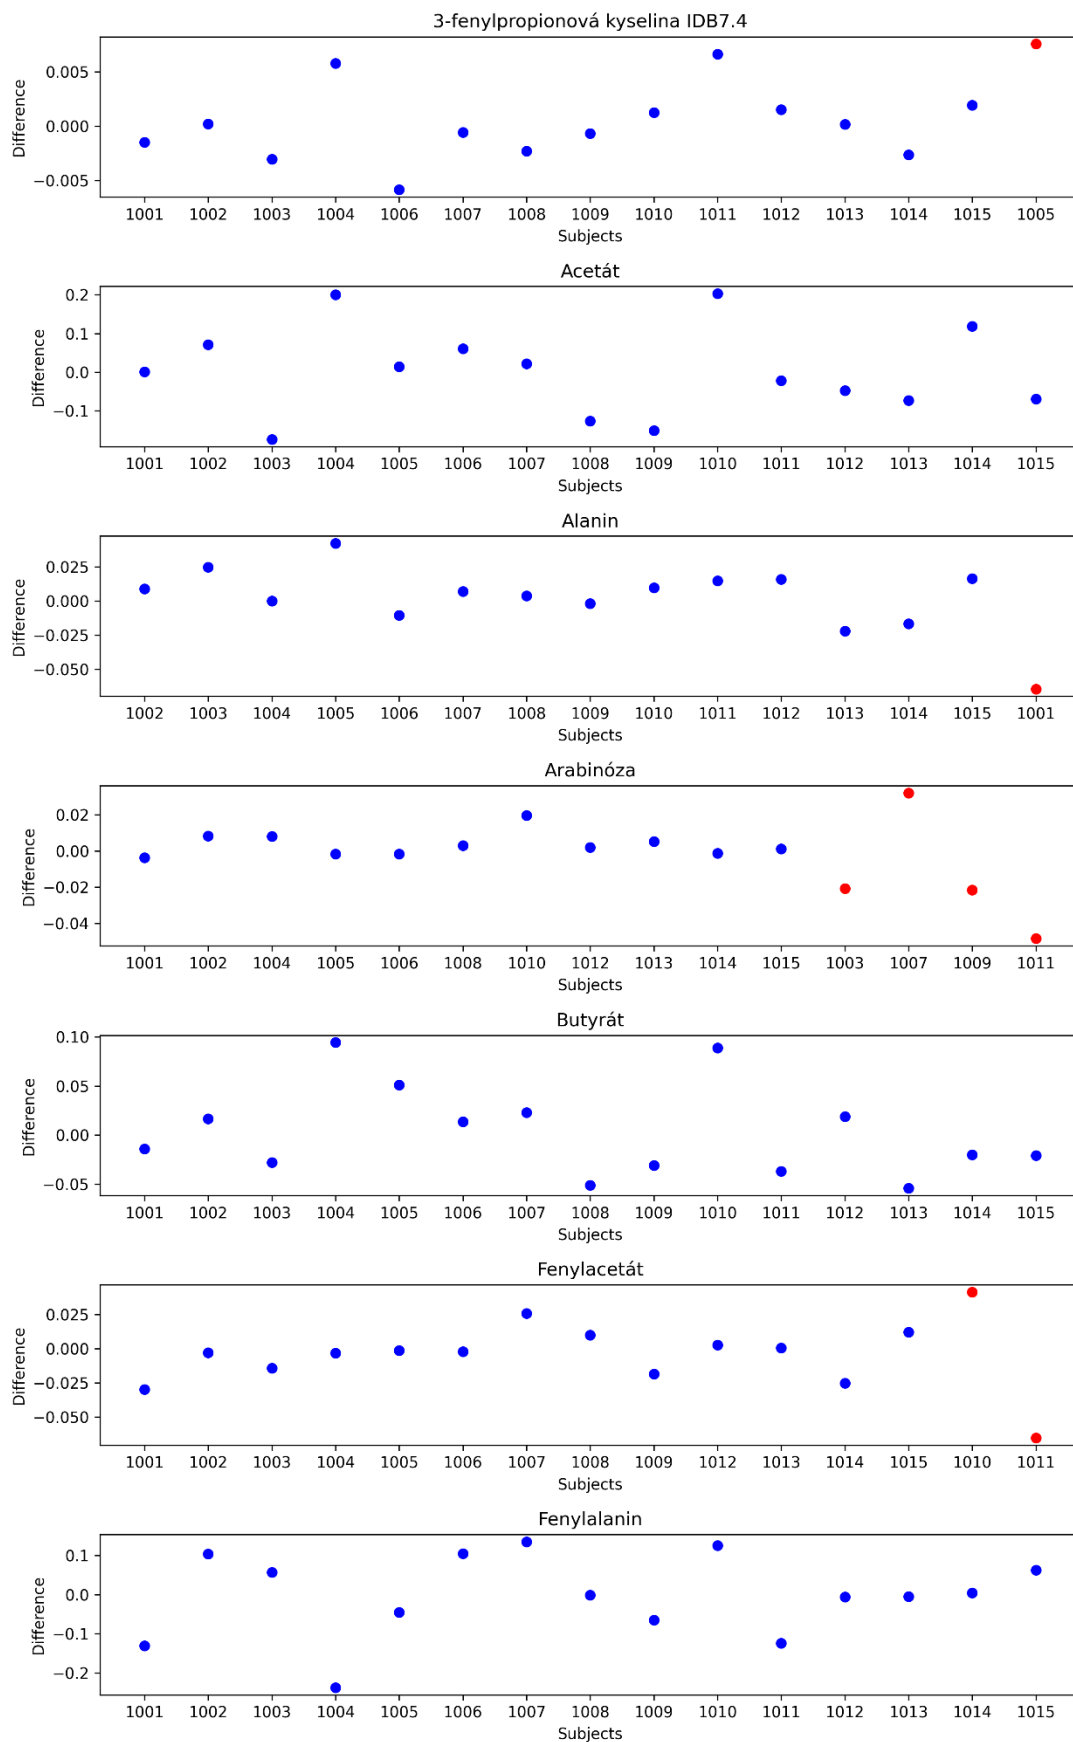 3-fenylpropionová kyselina IDB7.4
Difference
0.005
0.000
−0.005
1001 1002 1003 1004 1006 1007 1008 1009 1010 1011 1012 1013 1014 1015 1005
Subjects
Acetát
Difference
0.2
0.1
0.0
−0.1
1001 1002 1003 1004 1005 1006 1007 1008 1009 1010 1011 1012 1013 1014 1015
Subjects
Alanin
Difference
0.025
0.000
−0.025
−0.050
1002 1003 1004 1005 1006 1007 1008 1009 1010 1011 1012 1013 1014 1015 1001
Subjects
Arabinóza
Difference
0.02
0.00
−0.02
−0.04
1001 1002 1004 1005 1006 1008 1010 1012 1013 1014 1015 1003 1007 1009 1011
Subjects
Butyrát
Difference
0.10
0.05
0.00
−0.05
1001 1002 1003 1004 1005 1006 1007 1008 1009 1010 1011 1012 1013 1014 1015
Subjects
Fenylacetát
Difference
0.025
0.000
−0.025
−0.050
1001 1002 1003 1004 1005 1006 1007 1008 1009 1012 1013 1014 1015 1010 1011
Subjects
Fenylalanin
Difference
0.1
0.0
−0.1
−0.2
1001 1002 1003 1004 1005 1006 1007 1008 1009 1010 1011 1012 1013 1014 1015
Subjects